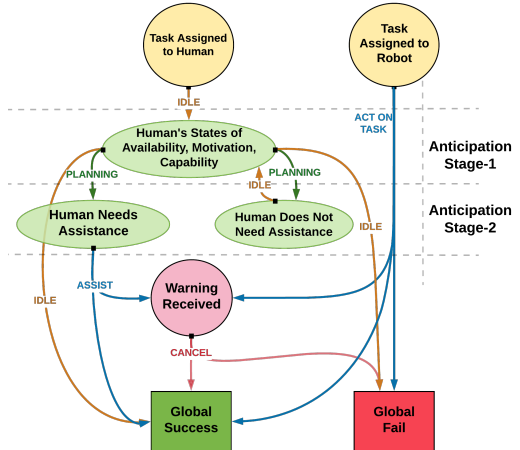 Task Assigned
to Human
Task
Assigned to
Robot
IDLE
ACT ON
TASK
Human's States of
Availability, Motivation,
Capability
Anticipation
Stage-1
PLANNING
PLANNING
IDLE
Human Needs
Assistance
Human Does Not
Need Assistance
Anticipation
Stage-2
IDLE
ASSIST
Warning
Received
IDLE
CANCEL
Global
Success
Global
Fail